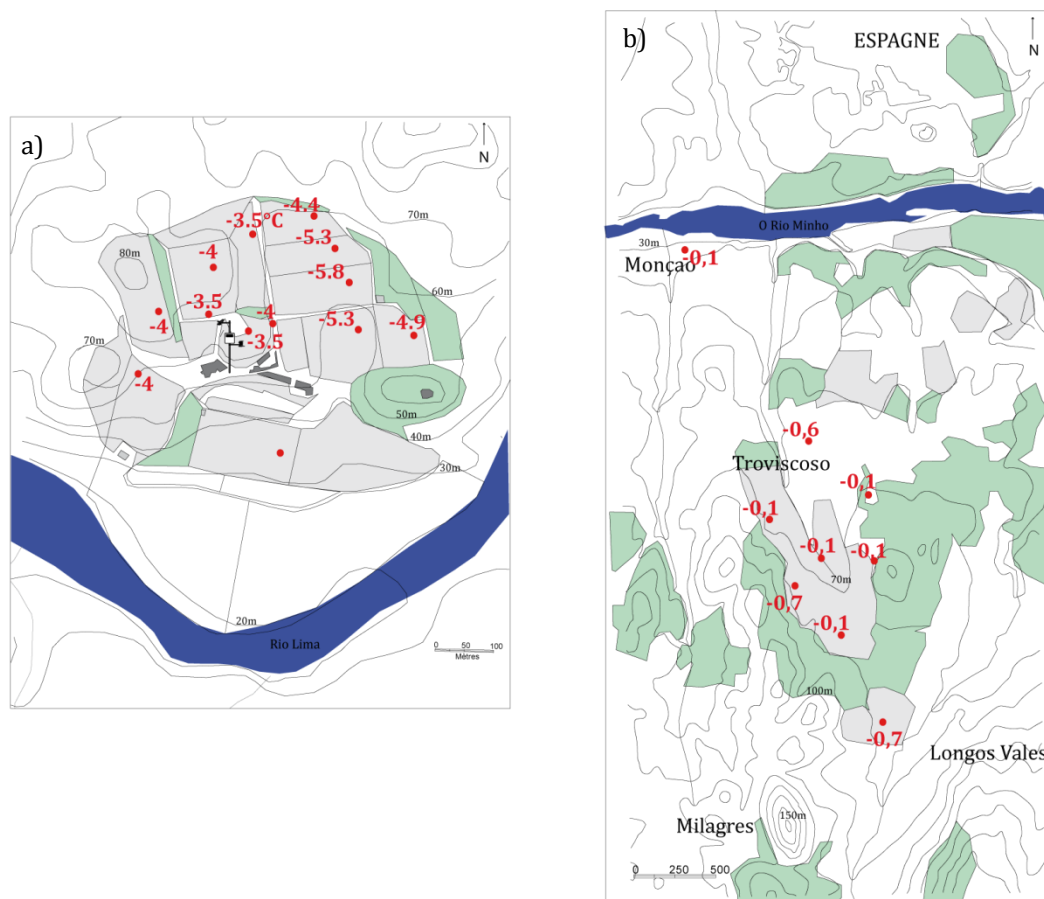 a)
N
-4.4
-3.5°C
70m
-5.3
-4
80m
-5.8
60m
-3.5
-4
-4
-5.3
-4.9
-3.5
70m
-4
50m
40m
30m
20m
Rio Lima
0 50 100
Mètres
b)
ESPAGNE
N
O Rio Minho
30m
Monçao
-0,1
-0,6
Troviscoso
-0,1
-0,1
-0,1
-0,1
70m
-0,7
-0,1
100m
-0,7
Longos Vales
150m
Milagres
0 250 500